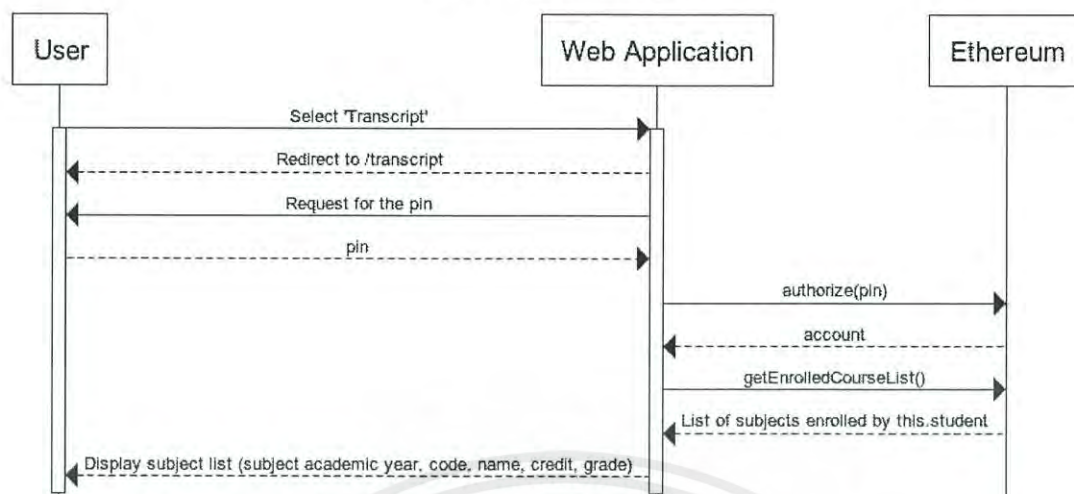 User
Web Application
Ethereum
Select 'Transcript'
Redirect to /transcript
Request for the pin
pin
authorize(pin)
account
getEnrolledCourseList()
List of subjects enrolled by this.student
Display subject list (subject academic year, code, name, credit, grade)